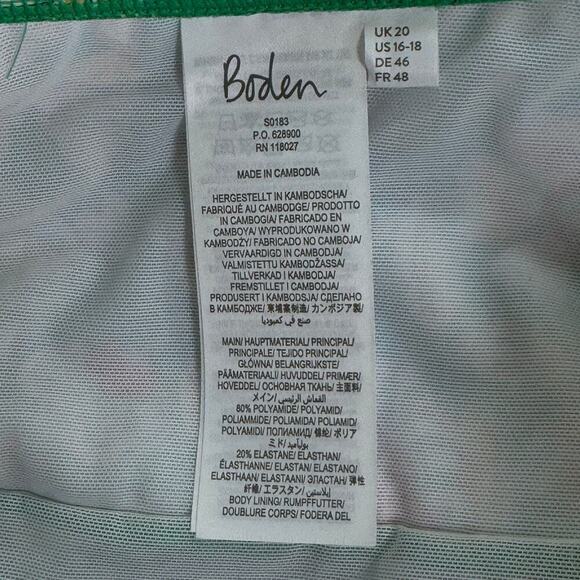 Boden
UK 20
US 16-18
DE 46
FR 48
S0183
P.O. 628900
RN 118027
MADE IN CAMBODIA
HERGESTELLT IN KAMBODSCHA/
FABRIQUÉ AU CAMBODGE/ PRODOTTO
IN CAMBOGIA/ FABRICADO EN
CAMBOYA/ WYPRODUKOWANO W
KAMBODŻY/ FABRICADO NO CAMBOJA/
VERVAARDIGD IN CAMBODJA/
VALMISTETTU KAMBODŽASSA/
TILLVERKAD I KAMBODJA/
FREMSTILLET I CAMBODJA/
PRODUSERT I KAMBODSJA/ СДЕЛАНО
В КАМБОДЖЕ/ 柬埔寨制造/ カンボジア製/
صنع في كمبوديا
MAIN/ HAUPTMATERIAL/ PRINCIPAL/
PRINCIPALE/ TEJIDO PRINCIPAL/
GŁÓWNA/ BELANGRIJKSTE/
PÄÄMATERIAALI/ HUVUDDEL/ PRIMÆR/
HOVEDDEL/ ОСНОВНАЯ ТКАНЬ/ 主面料/
メイン/ القماش الرئيسي/
80% POLYAMIDE/ POLYAMID/
POLIAMMIDE/ POLIAMIDA/ POLIAMID/
POLYAMIDI/ ПОЛИАМИД/ 锦纶/ ポリア
ミド/ بوليأميد
20% ELASTANE/ ELASTHAN/
ÉLASTHANNE/ ELASTAN/ ELASTANO/
ELASTHAAN/ ELASTAANI/ ЭЛАСТАН/ 弹性
纤维/ エラスタン/ إيلاستين
BODY LINING/ RUMPFFUTTER/
DOUBLURE CORPS/ FODERA DEL